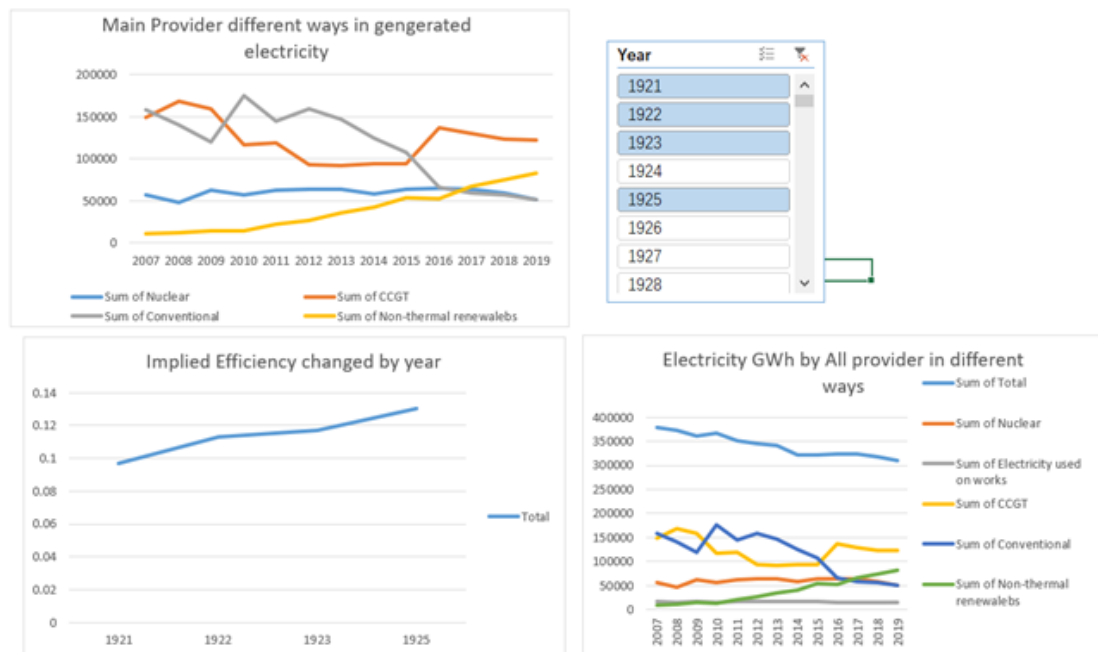 Main Provider different ways in gengerated
electricity
200000
150000
100000
50000
0
2007 2008 2009 2010 2011 2012 2013 2014 2015 2016 2017 2018 2019
Sum of Nuclear
Sum of CCGT
Sum of Conventional
Sum of Non-thermal renewalebs
Year
1921
1922
1923
1924
1925
1926
1927
1928
Implied Efficiency changed by year
0.14
0.12
0.1
0.08
0.06
0.04
0.02
0
1921 1922 1923 1925
Total
Electricity GWh by All provider in different
ways
400000
350000
300000
250000
200000
150000
100000
50000
0
2007 2008 2009 2010 2011 2012 2013 2014 2015 2016 2017 2018 2019
Sum of Total
Sum of Nuclear
Sum of Electricity used
on works
Sum of CCGT
Sum of Conventional
Sum of Non-thermal
renewalebs